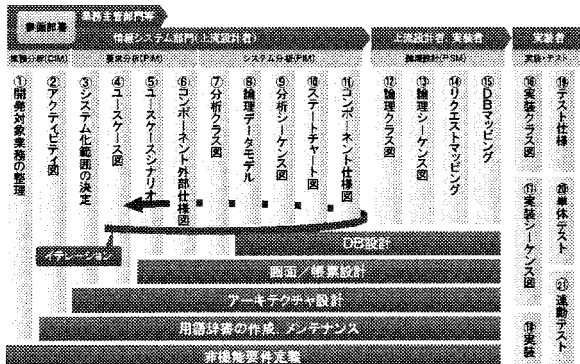 参画部署
業務主管部門等
情報システム部門(上流設計者)
上流設計者・実装者
実装者
業務分析(CIM)
要求分析(PIM)
システム分析(PIM)
論理設計(PSM)
実装・テスト
①開発対象業務の整理
②アクティビティ図
③システム化範囲の決定
④ユースケース図
⑤ユースケースシナリオ
⑥コンポーネント外部仕様図
⑦分析クラス図
⑧論理データモデル
⑨分析シーケンス図
⑩ステートチャート図
⑪コンポーネント仕様図
⑫論理クラス図
⑬論理シーケンス図
⑭リクエストマッピング
⑮DBマッピング
⑯実装クラス図
⑰実装シーケンス図
⑱実装
⑲テスト仕様
⑳単体テスト
㉑連動テスト
イテレーション
DB設計
画面／帳票設計
アーキテクチャ設計
用語辞書の作成、メンテナンス
非機能要件定義